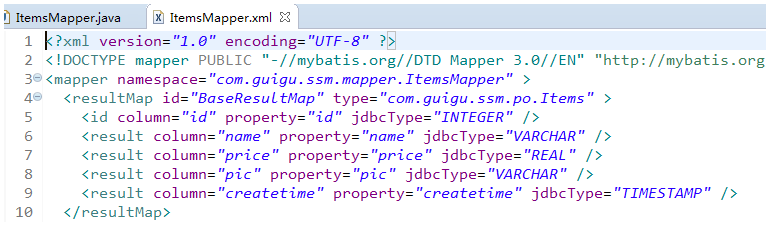 ItemsMapper.java ItemsMapper.xml
1 <?xml version="1.0" encoding="UTF-8" ?>
2 <!DOCTYPE mapper PUBLIC "-//mybatis.org//DTD Mapper 3.0//EN" "http://mybatis.org
3 <mapper namespace="com.guigu.ssm.mapper.ItemsMapper" >
4 <resultMap id="BaseResultMap" type="com.guigu.ssm.po.Items" >
5 <id column="id" property="id" jdbcType="INTEGER" />
6 <result column="name" property="name" jdbcType="VARCHAR" />
7 <result column="price" property="price" jdbcType="REAL" />
8 <result column="pic" property="pic" jdbcType="VARCHAR" />
9 <result column="createtime" property="createtime" jdbcType="TIMESTAMP" />
10 </resultMap>